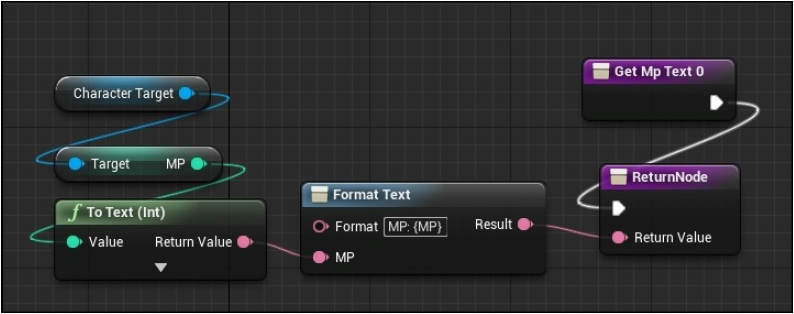 Character Target
Target MP
f To Text (Int)
Value Return Value
Format Text
Format MP: {MP} Result
MP
Get Mp Text 0
ReturnNode
Return Value